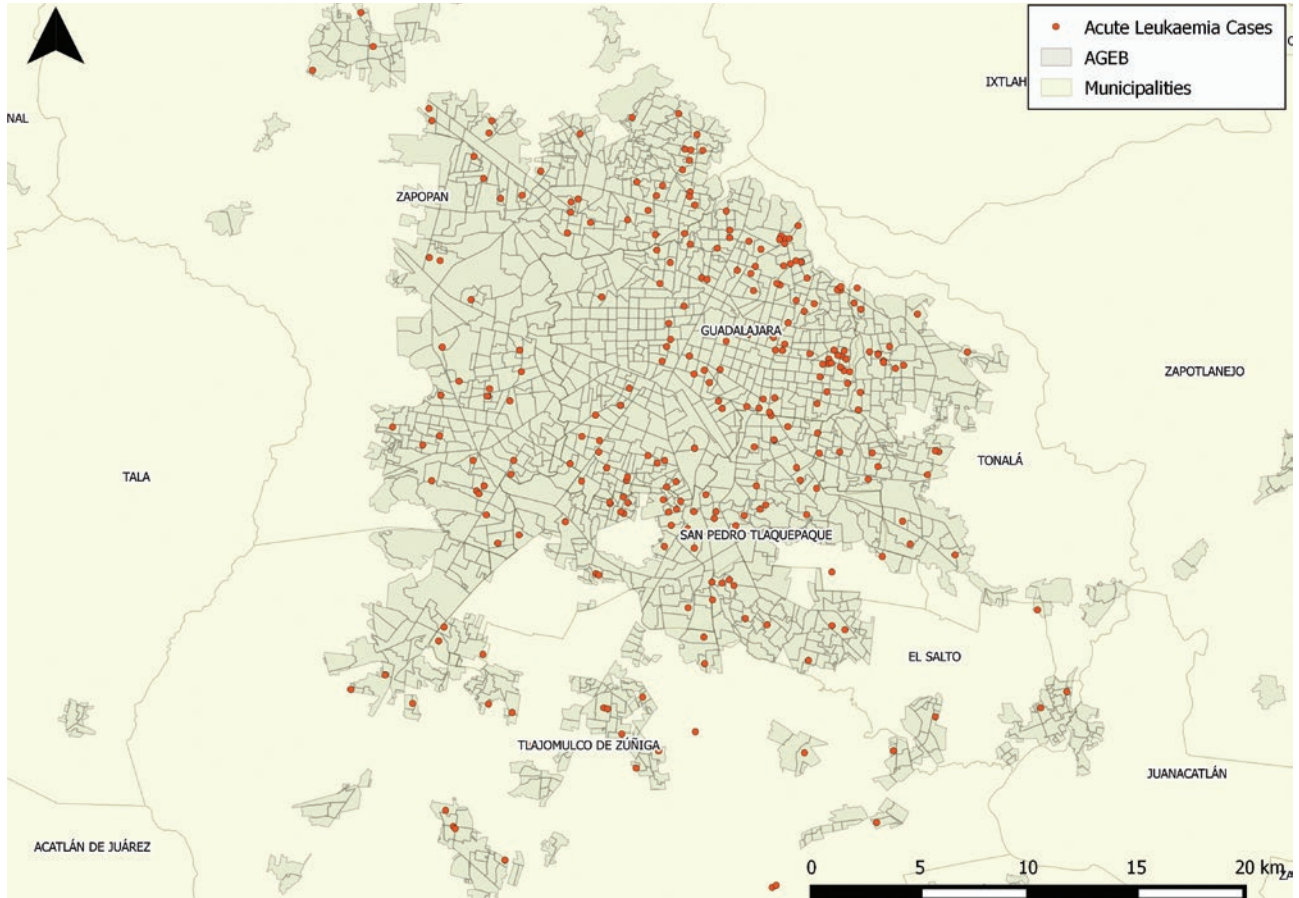 Acute Leukaemia Cases
AGEB
Municipalities
IXTLAH
NAL
ZAPOPAN
GUADALAJARA
ZAPOTLANEJO
TALA
TONALÁ
SAN PEDRO TLAQUEPAQUE
EL SALTO
TLAJOMULCO DE ZÚÑIGA
JUANACATLÁN
ACATLÁN DE JUÁREZ
0 5 10 15 20 km